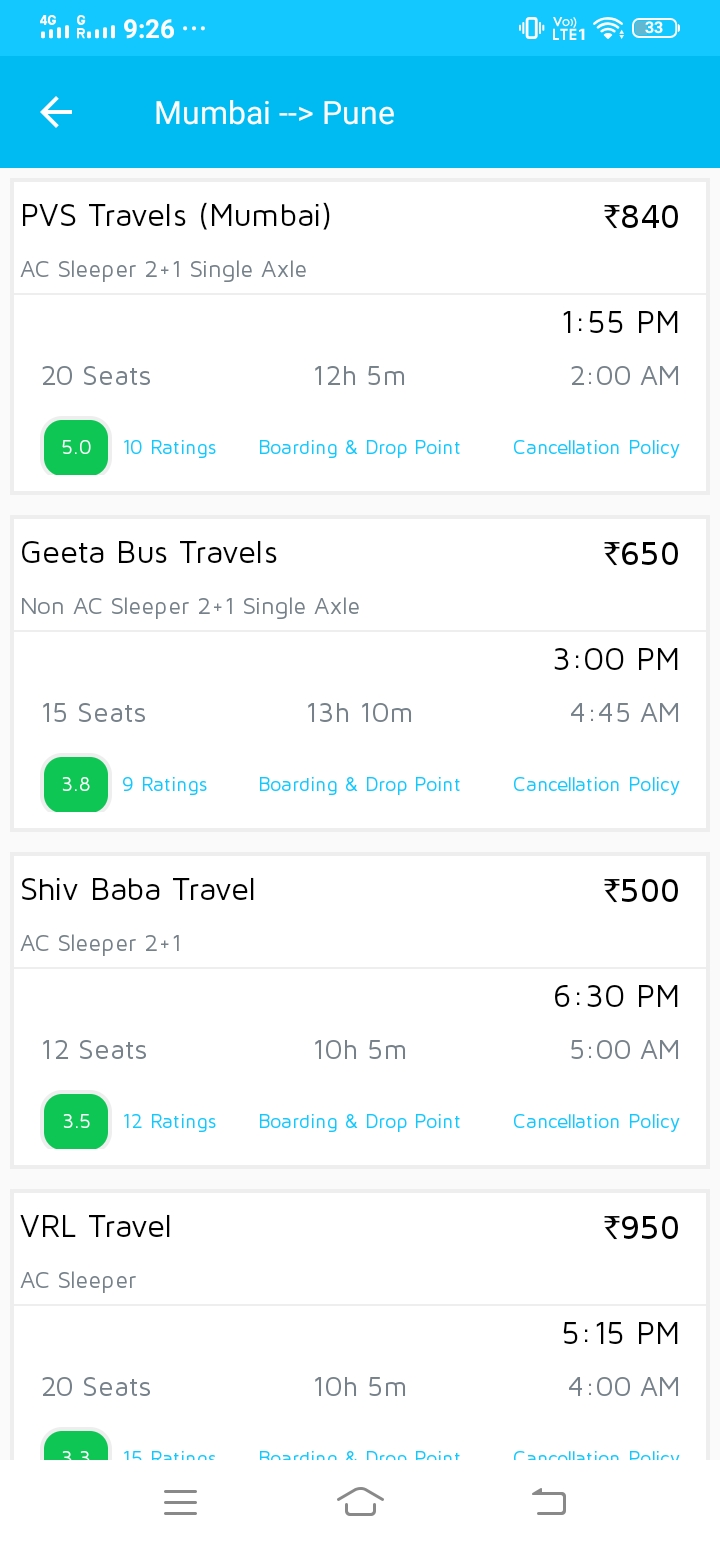 4G G R 9:26 ... Vo)) LTE1 33
Mumbai --> Pune
PVS Travels (Mumbai) ₹840
AC Sleeper 2+1 Single Axle
1:55 PM
20 Seats 12h 5m 2:00 AM
5.0 10 Ratings Boarding & Drop Point Cancellation Policy
Geeta Bus Travels ₹650
Non AC Sleeper 2+1 Single Axle
3:00 PM
15 Seats 13h 10m 4:45 AM
3.8 9 Ratings Boarding & Drop Point Cancellation Policy
Shiv Baba Travel ₹500
AC Sleeper 2+1
6:30 PM
12 Seats 10h 5m 5:00 AM
3.5 12 Ratings Boarding & Drop Point Cancellation Policy
VRL Travel ₹950
AC Sleeper
5:15 PM
20 Seats 10h 5m 4:00 AM
3.3 15 Ratings Boarding & Drop Point Cancellation Policy